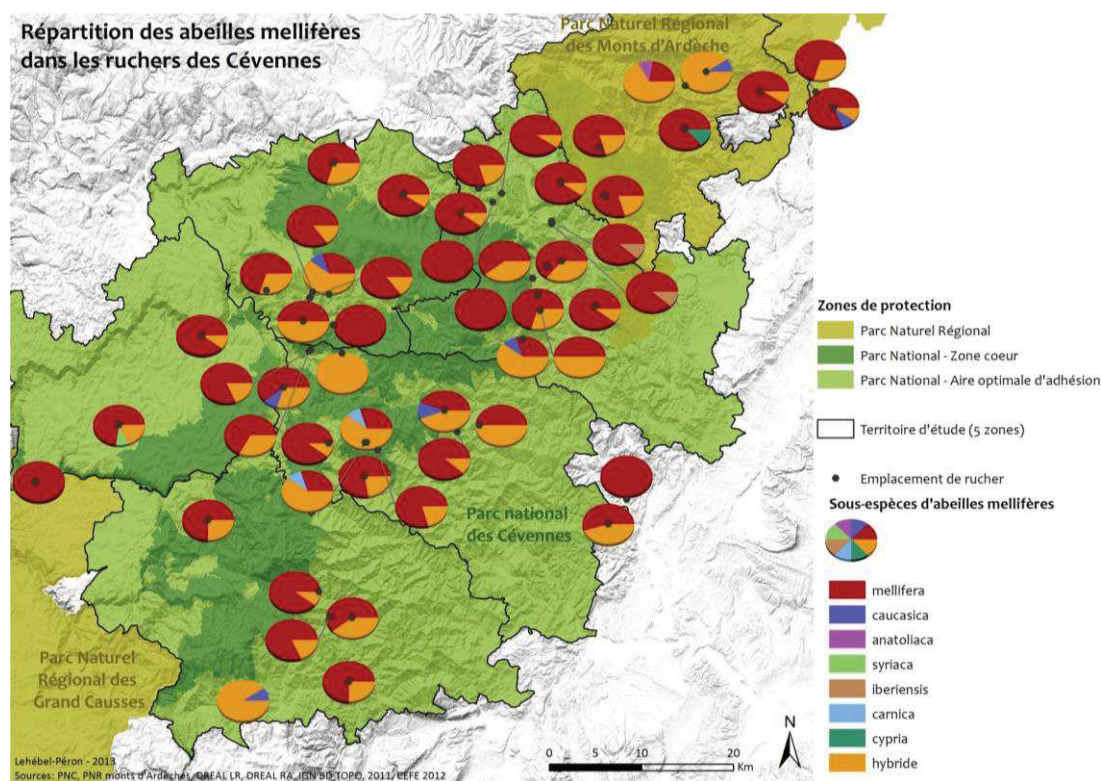 Répartition des abeilles mellifères
dans les ruchers des Cévennes
Parc Naturel Régional
des Monts d'Ardèche
Zones de protection
Parc Naturel Régional
Parc National - Zone coeur
Parc National - Aire optimale d'adhésion
Territoire d'étude (5 zones)
Emplacement de rucher
Sous-espèces d'abeilles mellifères
mellifera
caucasica
anatoliaca
syriaca
iberiensis
carnica
cypria
hybride
Parc national
des Cévennes
Parc Naturel
Régional des
Grand Causses
N
0 5 10 20
Km
Lehébel-Péron - 2013
Sources: PNC, PNR monts d'Ardèches, DREAL LR, DREAL RA, IGN BD TOPO, 2011, CEFE 2012